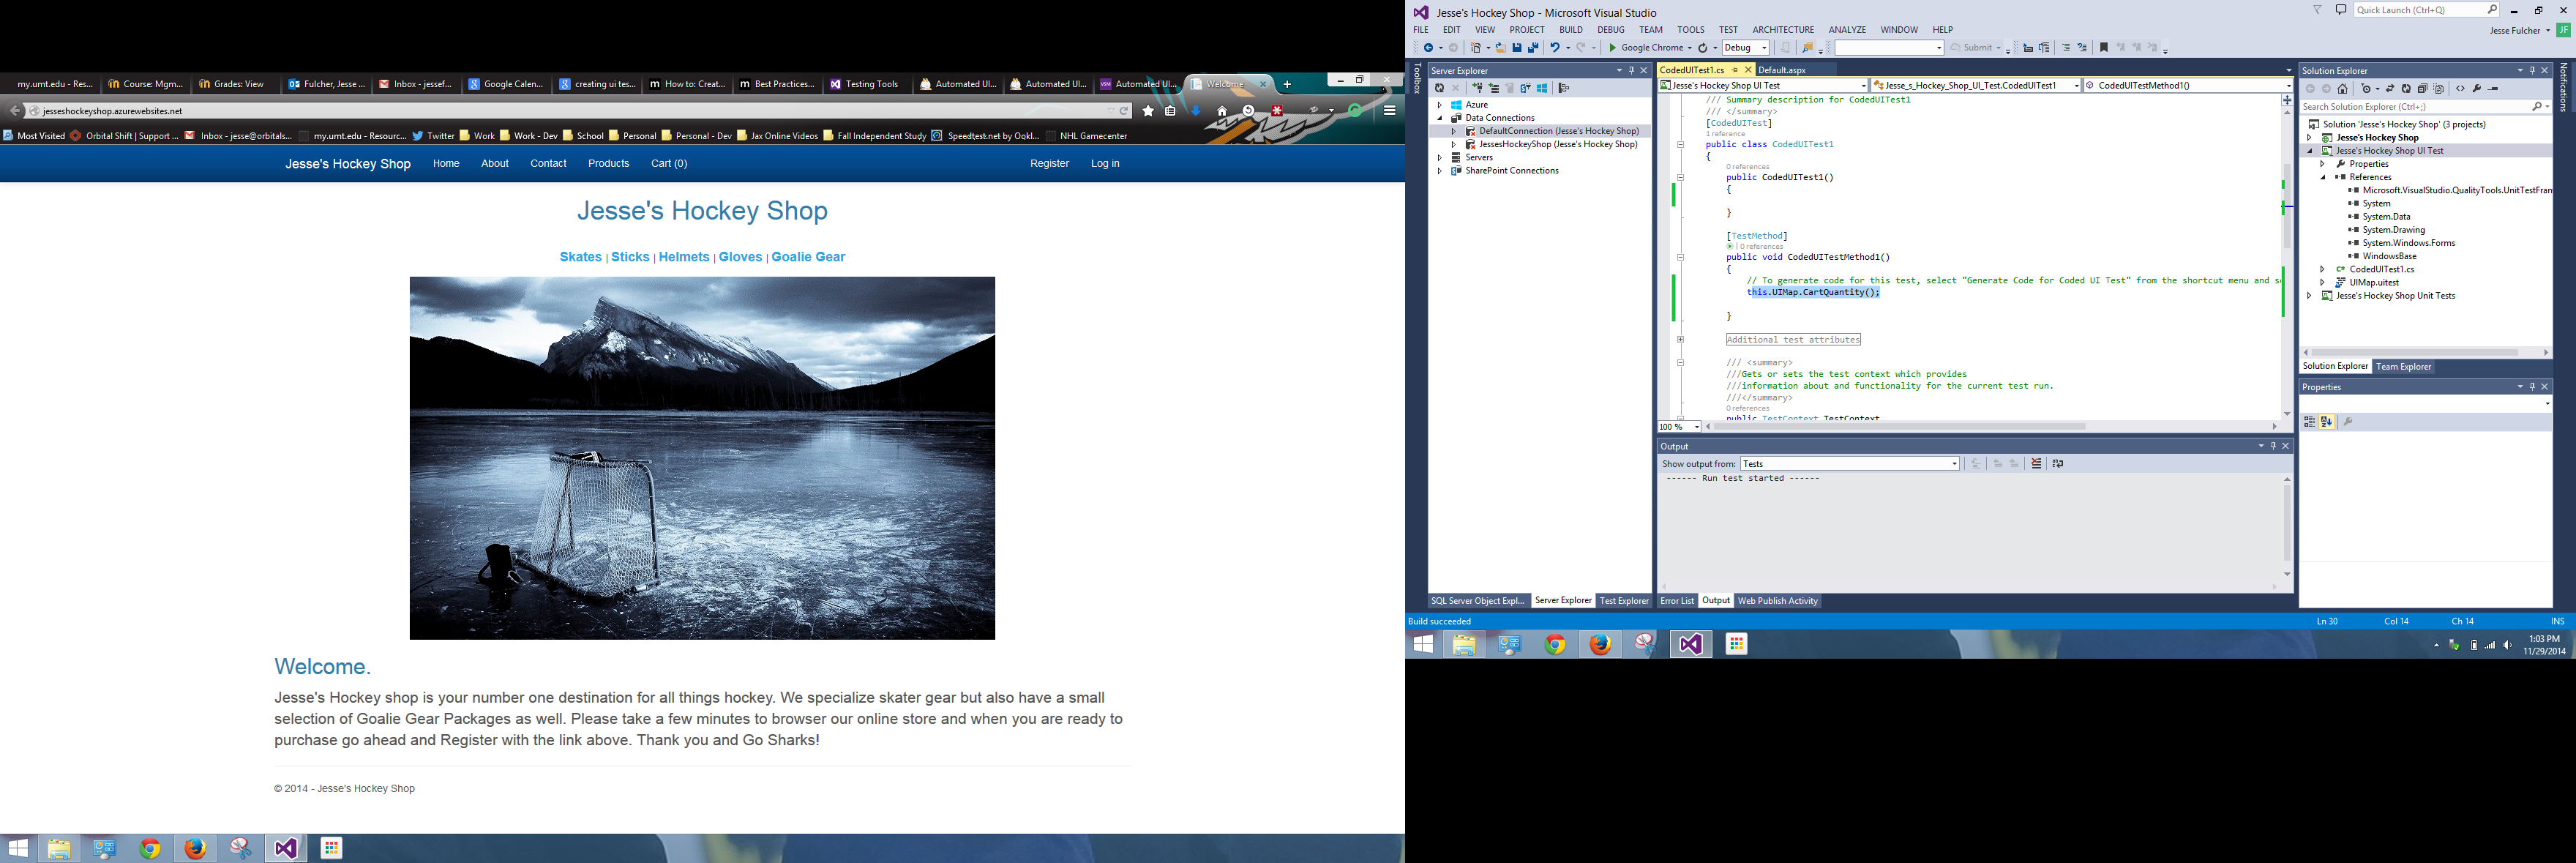 my.umt.edu - Res...
Course: Mgm...
Grades: View
Fulcher, Jesse ...
Inbox - jessef...
Google Calen...
creating ui tes...
How to: Creat...
Best Practices...
Testing Tools
Automated UI...
Automated UI...
Automated UI...
Welcome
jesseshockeyshop.azurewebsites.net
Most Visited
Orbital Shift | Support ...
Inbox - jesse@orbitals...
my.umt.edu - Resourc...
Twitter
Work
Work - Dev
School
Personal
Personal - Dev
Jax Online Videos
Fall Independent Study
Speedtest.net by Ookl...
NHL Gamecenter
Jesse's Hockey Shop Home About Contact Products Cart (0) Register Log in
Jesse's Hockey Shop
Skates | Sticks | Helmets | Gloves | Goalie Gear
Welcome.
Jesse's Hockey shop is your number one destination for all things hockey. We specialize skater gear but also have a small
selection of Goalie Gear Packages as well. Please take a few minutes to browser our online store and when you are ready to
purchase go ahead and Register with the link above. Thank you and Go Sharks!
© 2014 - Jesse's Hockey Shop
Jesse's Hockey Shop - Microsoft Visual Studio
Quick Launch (Ctrl+Q)
FILE EDIT VIEW PROJECT BUILD DEBUG TEAM TOOLS TEST ARCHITECTURE ANALYZE WINDOW HELP
Jesse Fulcher JF
Google Chrome
Debug
Submit
Toolbox
Server Explorer
Azure
Data Connections
DefaultConnection (Jesse's Hockey Shop)
JessesHockeyShop (Jesse's Hockey Shop)
Servers
SharePoint Connections
SQL Server Object Expl... Server Explorer Test Explorer
CodedUITest1.cs
Default.aspx
Jesse's Hockey Shop UI Test
Jesse_s_Hockey_Shop_UI_Test.CodedUITest1
CodedUITestMethod1()
/// Summary description for CodedUITest1
/// </summary>
[CodedUITest]
1 reference
public class CodedUITest1
{
0 references
public CodedUITest1()
{
}
[TestMethod]
| 0 references
public void CodedUITestMethod1()
{
// To generate code for this test, select "Generate Code for Coded UI Test" from the shortcut menu and s
this.UIMap.CartQuantity();
}
Additional test attributes
/// <summary>
///Gets or sets the test context which provides
///information about and functionality for the current test run.
///</summary>
0 references
public TestContext TestContext
100 %
Output
Show output from: Tests
------ Run test started ------
Error List Output Web Publish Activity
Solution Explorer
Search Solution Explorer (Ctrl+;)
Solution 'Jesse's Hockey Shop' (3 projects)
Jesse's Hockey Shop
Jesse's Hockey Shop UI Test
Properties
References
Microsoft.VisualStudio.QualityTools.UnitTestFran
System
System.Data
System.Drawing
System.Windows.Forms
WindowsBase
CodedUITest1.cs
UIMap.uitest
Jesse's Hockey Shop Unit Tests
Solution Explorer Team Explorer
Properties
Notifications
Build succeeded
Ln 30 Col 14 Ch 14 INS
1:03 PM
11/29/2014